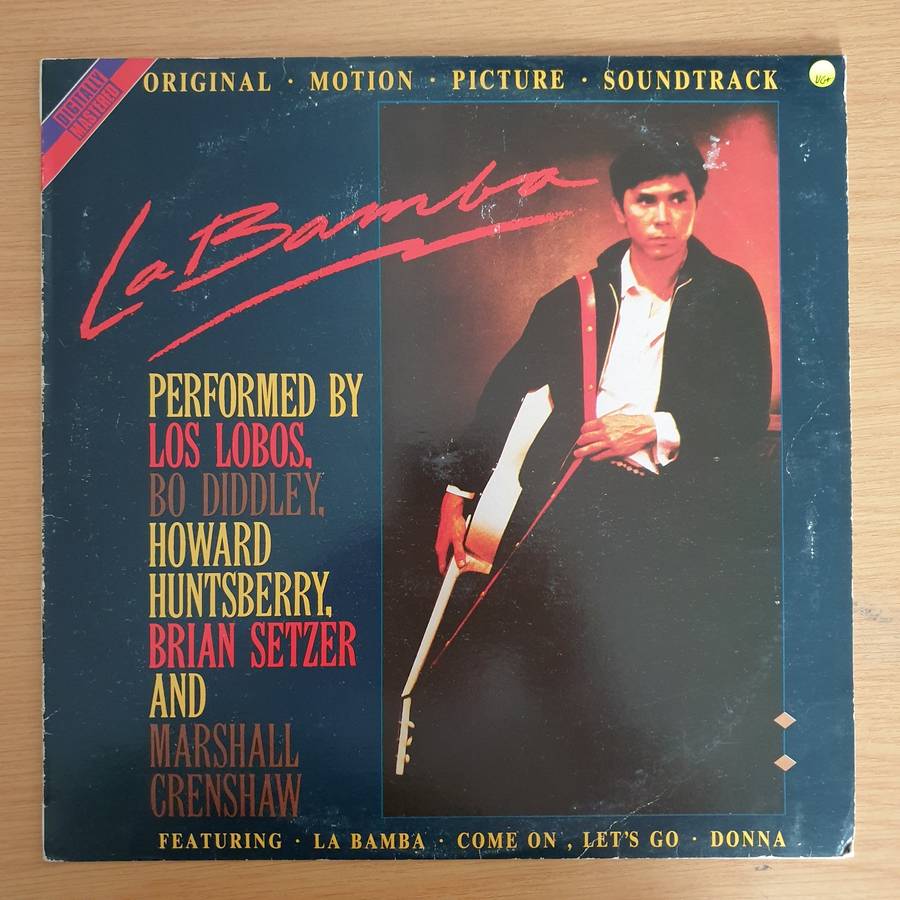 DIGITALLY
MASTERED
ORIGINAL · MOTION · PICTURE · SOUNDTRACK
VG+
La Bamba
PERFORMED BY
LOS LOBOS,
BO DIDDLEY,
HOWARD
HUNTSBERRY,
BRIAN SETZER
AND
MARSHALL
CRENSHAW
FEATURING · LA BAMBA · COME ON , LET'S GO · DONNA